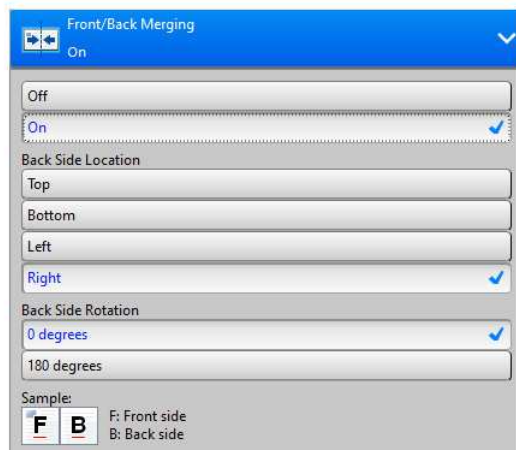 Front/Back Merging
On
Off
On
Back Side Location
Top
Bottom
Left
Right
Back Side Rotation
0 degrees
180 degrees
Sample:
F B
F: Front side
B: Back side